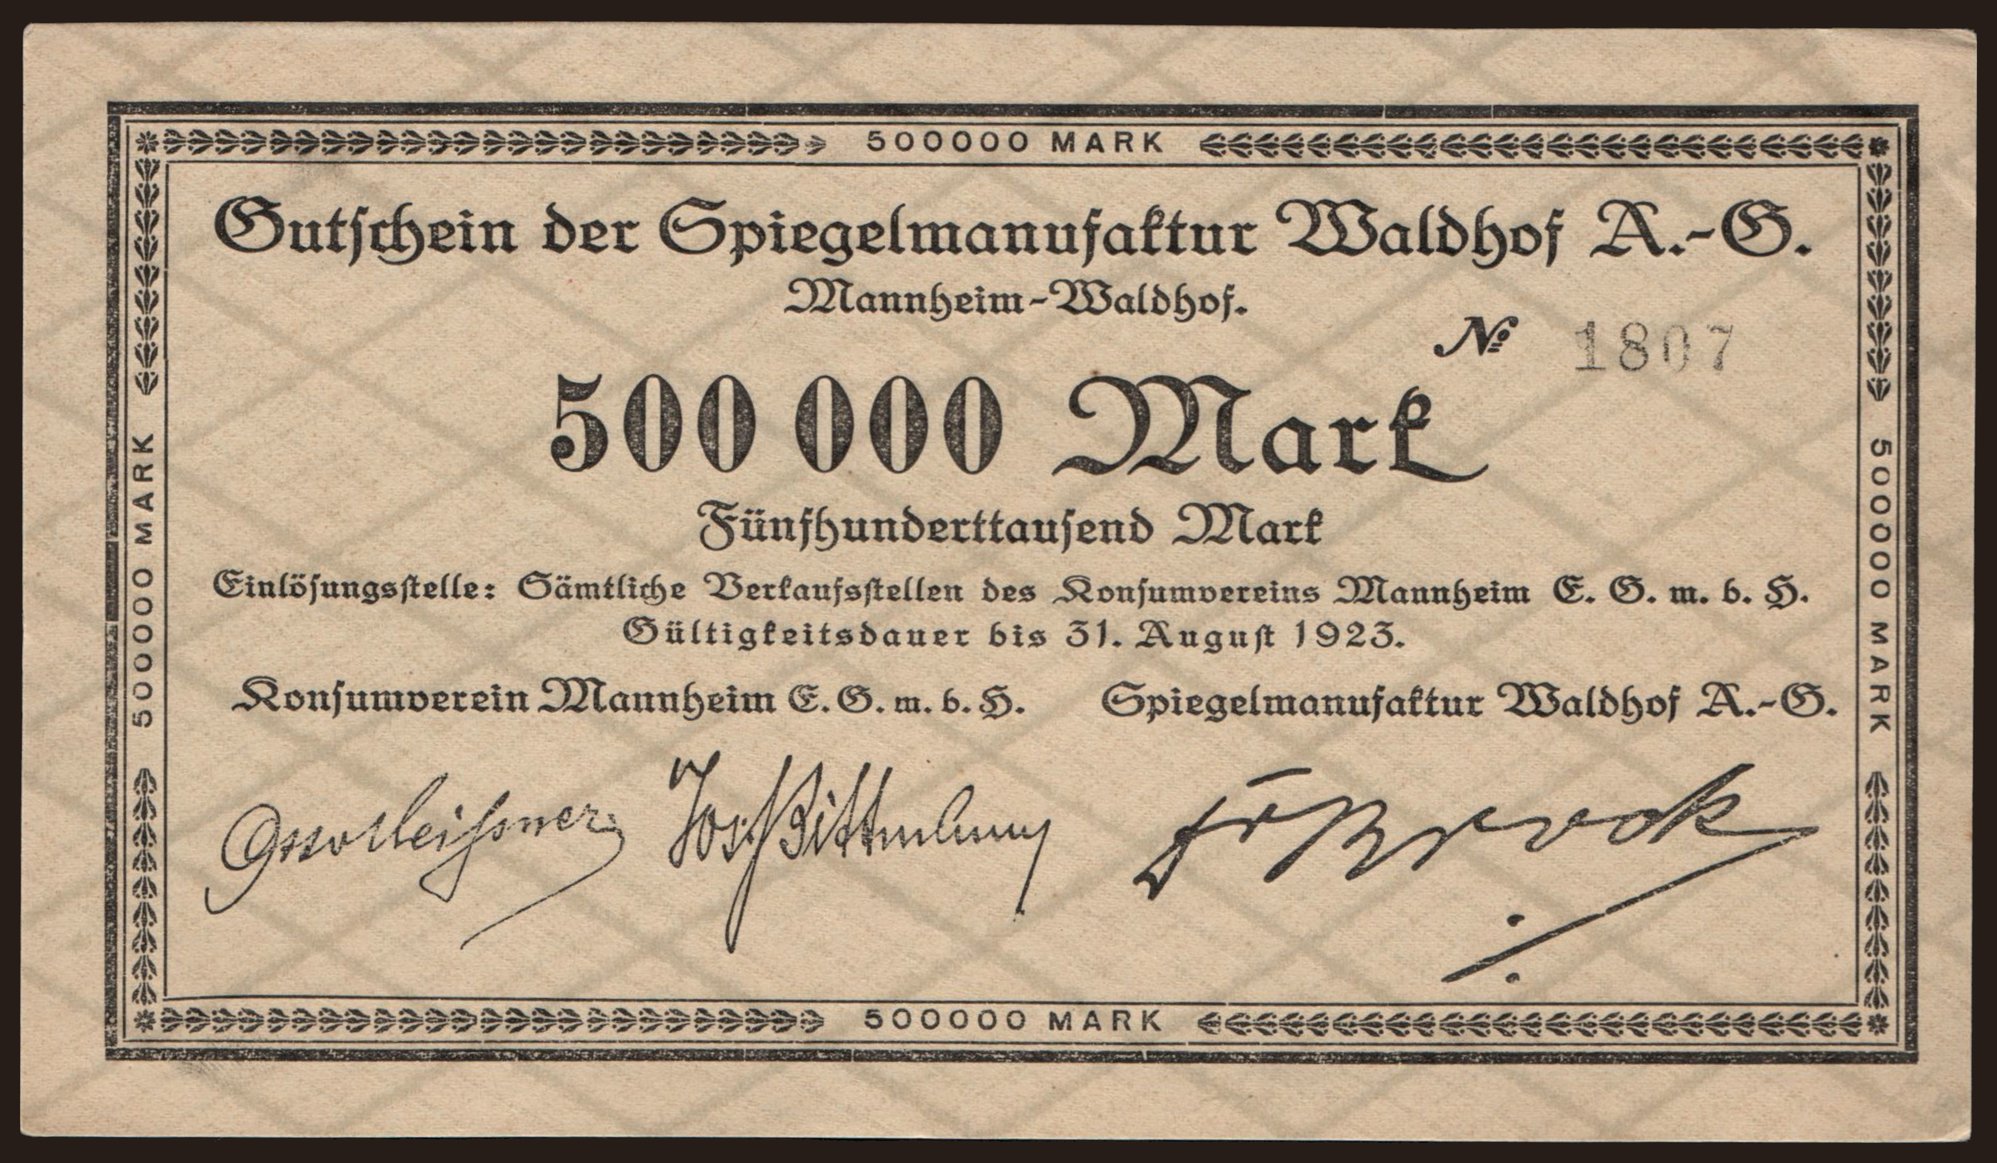 500000 MARK
Gutschein der Spiegelmanufaktur Waldhof A.-G.
Mannheim-Waldhof.
№ 1807
500 000 Mark
Fünfhunderttausend Mark
Einlösungsstelle: Sämtliche Verkaufsstellen des Konsumvereins Mannheim E. G. m. b. H.
Gültigkeitsdauer bis 31. August 1923.
Konsumverein Mannheim E. G. m. b. H.
Spiegelmanufaktur Waldhof A.-G.
500000 MARK
500000 MARK
500000 MARK